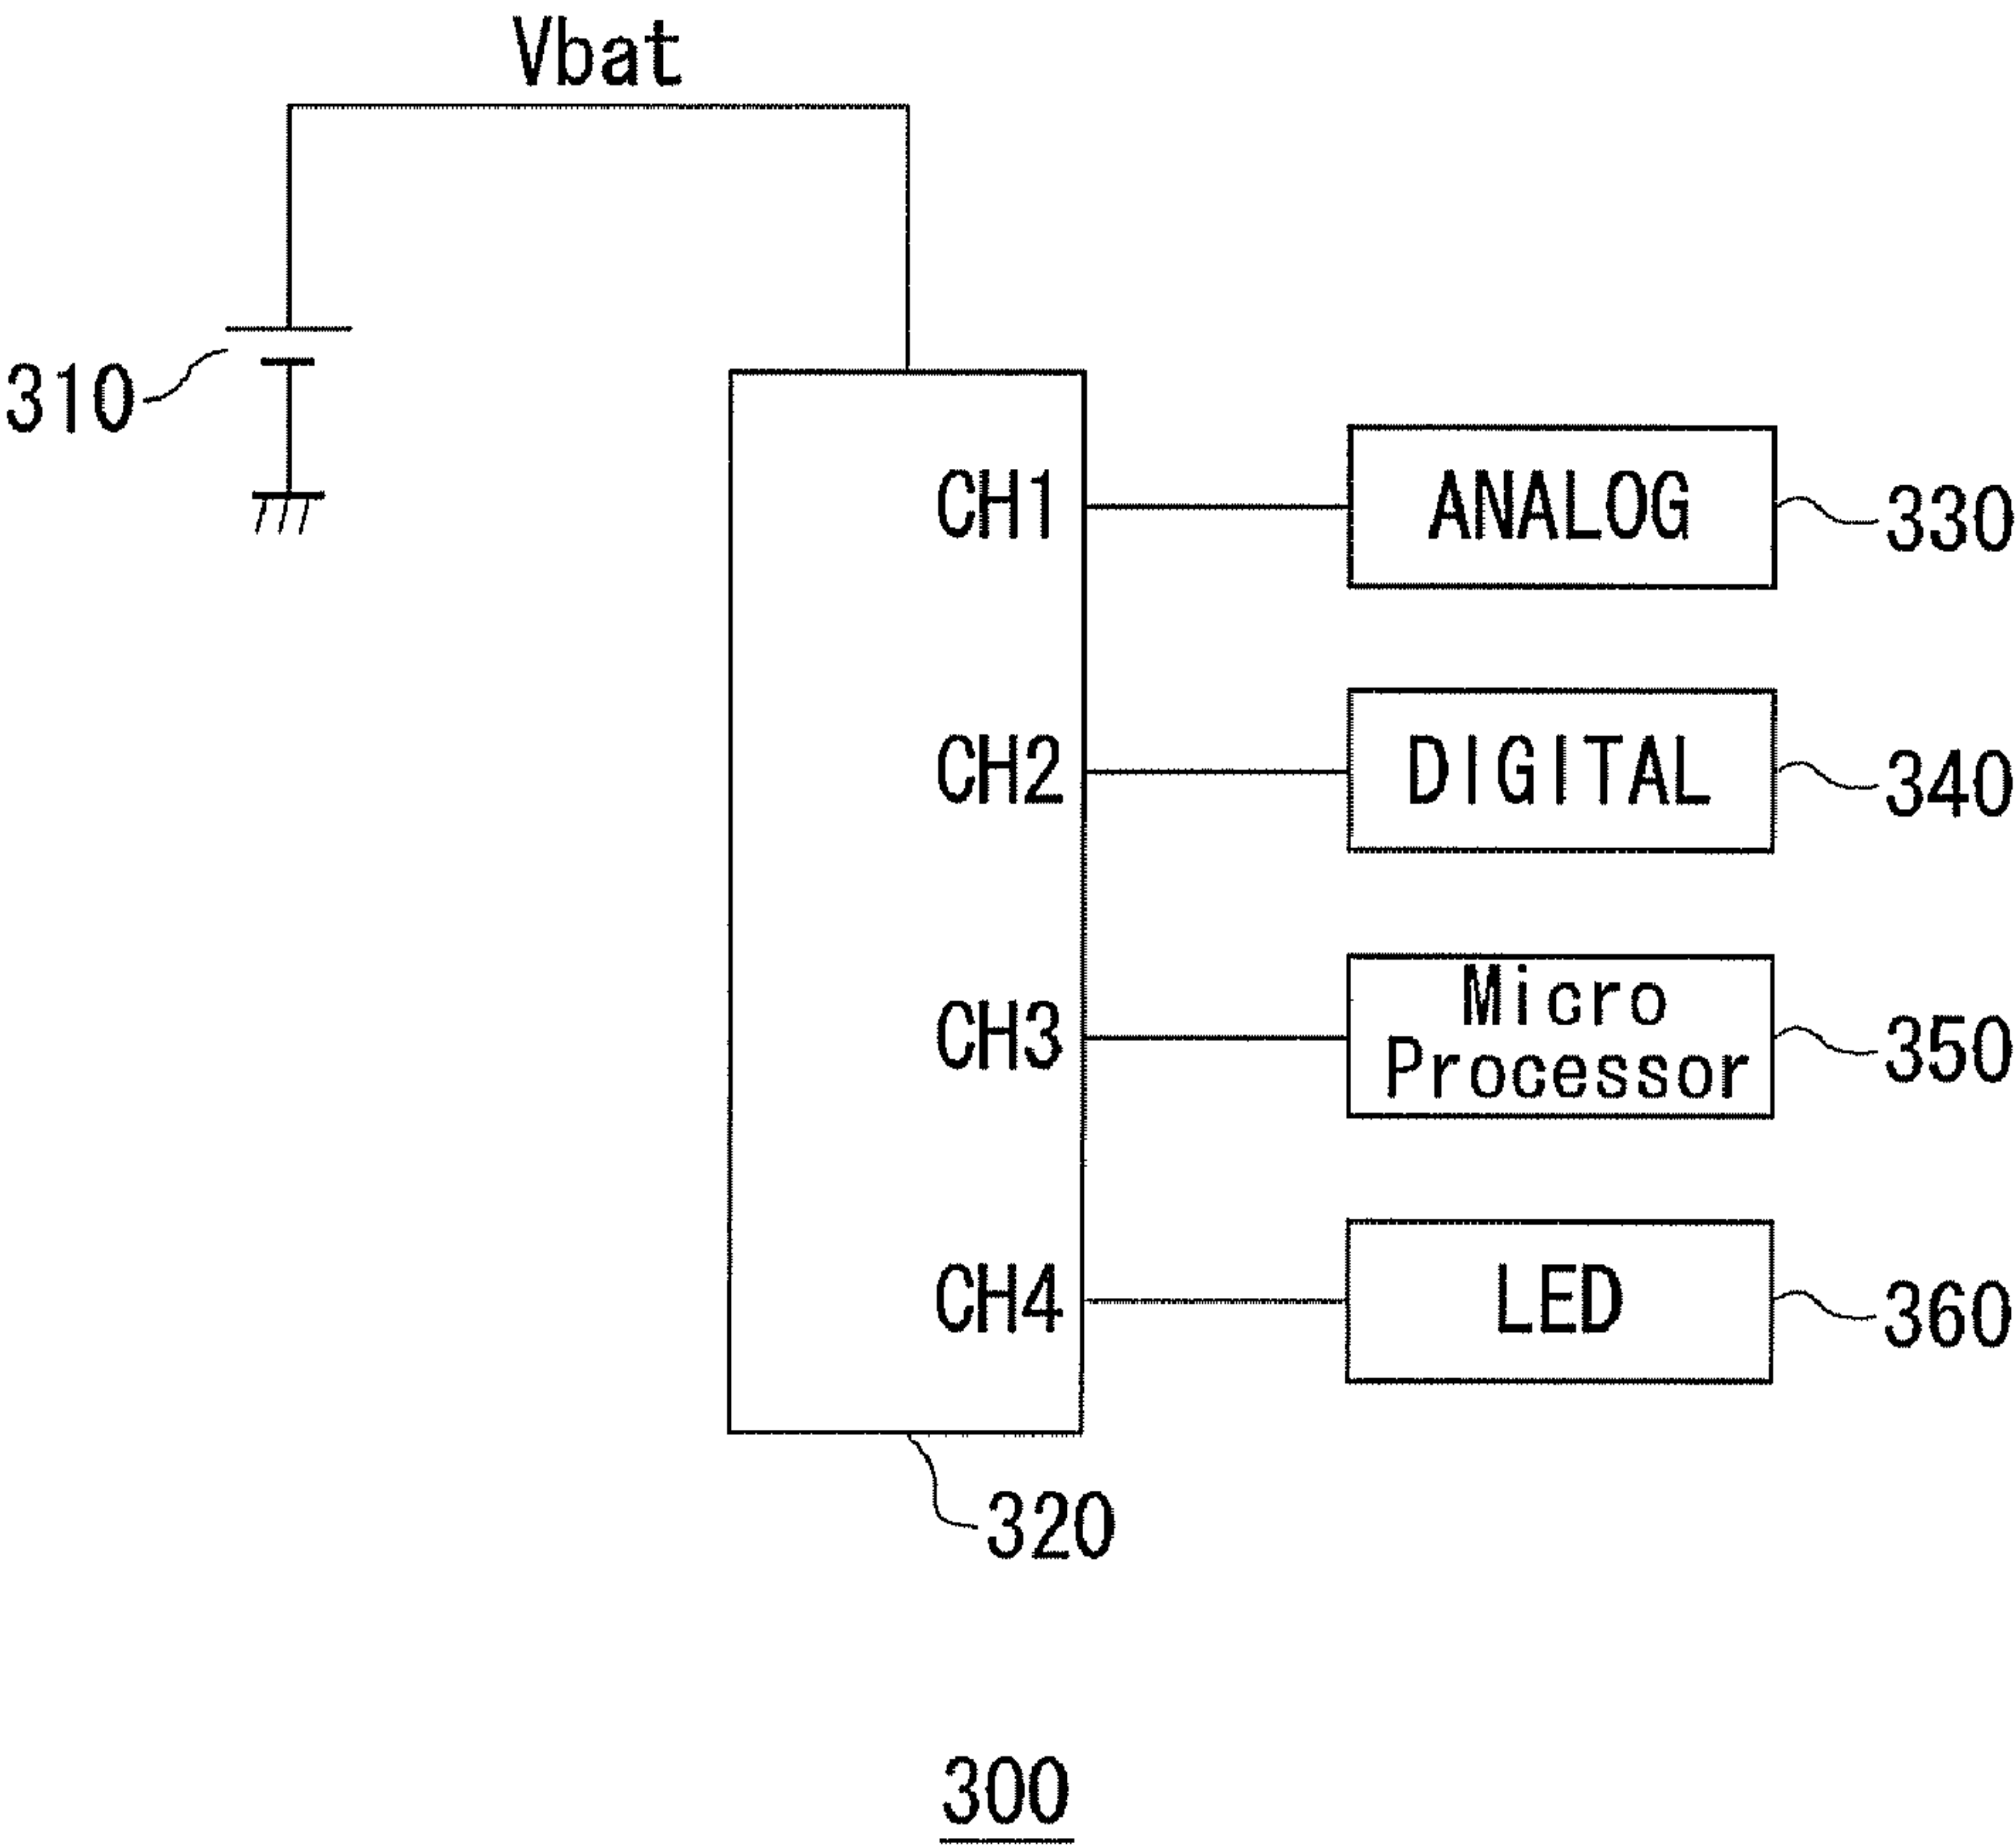 Vbat
310
CH1
ANALOG
330
CH2
DIGITAL
340
CH3
Micro
Processor
350
CH4
LED
360
320
300